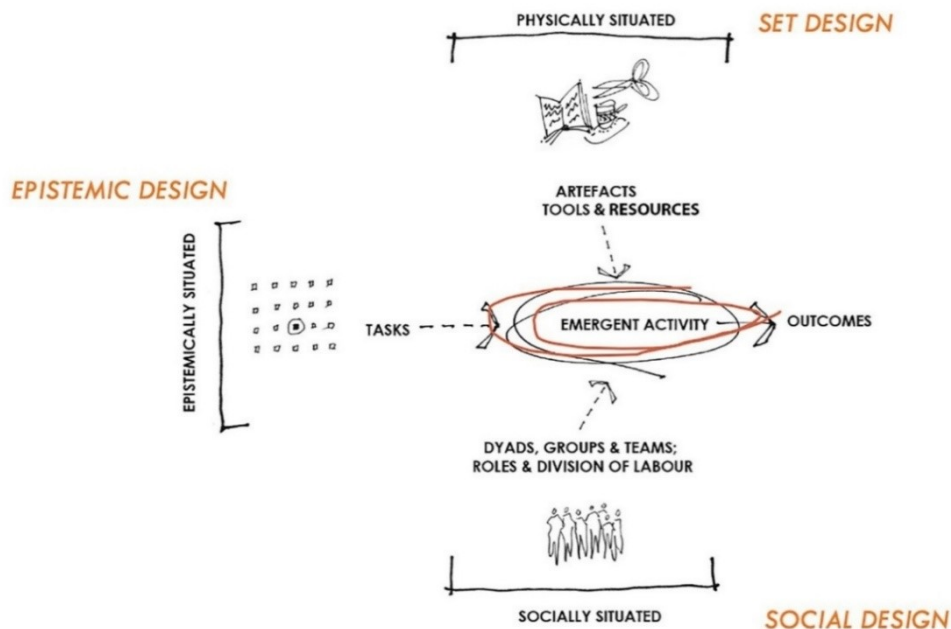 PHYSICALLY SITUATED
SET DESIGN
EPISTEMIC DESIGN
ARTEFACTS
TOOLS & RESOURCES
EPISTEMICALLY SITUATED
TASKS
EMERGENT ACTIVITY
OUTCOMES
DYADS, GROUPS & TEAMS;
ROLES & DIVISION OF LABOUR
SOCIALLY SITUATED
SOCIAL DESIGN